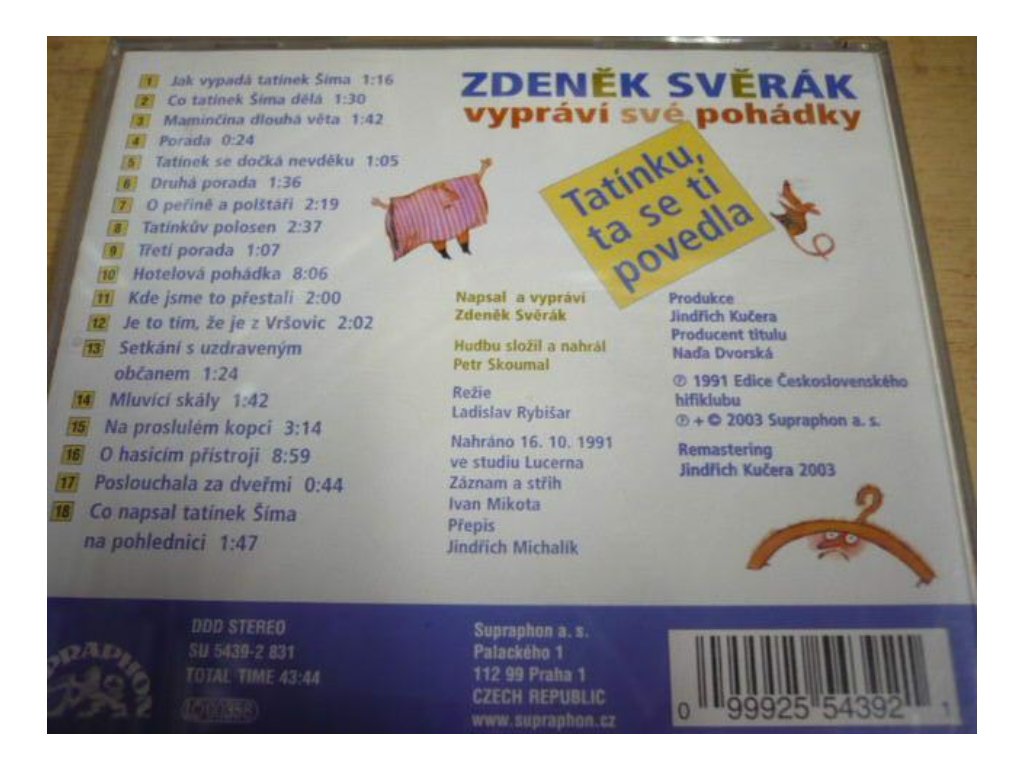 1 Jak vypadá tatínek Šíma 1:16
2 Co tatínek Šíma dělá 1:30
3 Maminčina dlouhá věta 1:42
4 Porada 0:24
5 Tatínek se dočká nevděku 1:05
6 Druhá porada 1:36
7 O peřině a polštáři 2:19
8 Tatínkův polosen 2:37
9 Třetí porada 1:07
10 Hotelová pohádka 8:06
11 Kde jsme to přestali 2:00
12 Je to tím, že je z Vršovic 2:02
13 Setkání s uzdraveným
občanem 1:24
14 Mluvící skály 1:42
15 Na proslulém kopci 3:14
16 O hasicím přístroji 8:59
17 Poslouchala za dveřmi 0:44
18 Co napsal tatínek Šíma
na pohlednici 1:47
ZDENĚK SVĚRÁK
vypráví své pohádky
Tatínku,
ta se ti
povedla
Napsal a vypráví
Zdeněk Svěrák
Hudbu složil a nahrál
Petr Skoumal
Režie
Ladislav Rybišar
Nahráno 16. 10. 1991
ve studiu Lucerna
Záznam a střih
Ivan Mikota
Přepis
Jindřich Michalík
Produkce
Jindřich Kučera
Producent titulu
Naďa Dvorská
℗ 1991 Edice Československého
hifiklubu
℗ + © 2003 Supraphon a. s.
Remastering
Jindřich Kučera 2003
SUPRAPHON
DDD STEREO
SU 5439-2 831
TOTAL TIME 43:44
Supraphon a. s.
Palackého 1
112 99 Praha 1
CZECH REPUBLIC
www.supraphon.cz
0 99925 54392 1